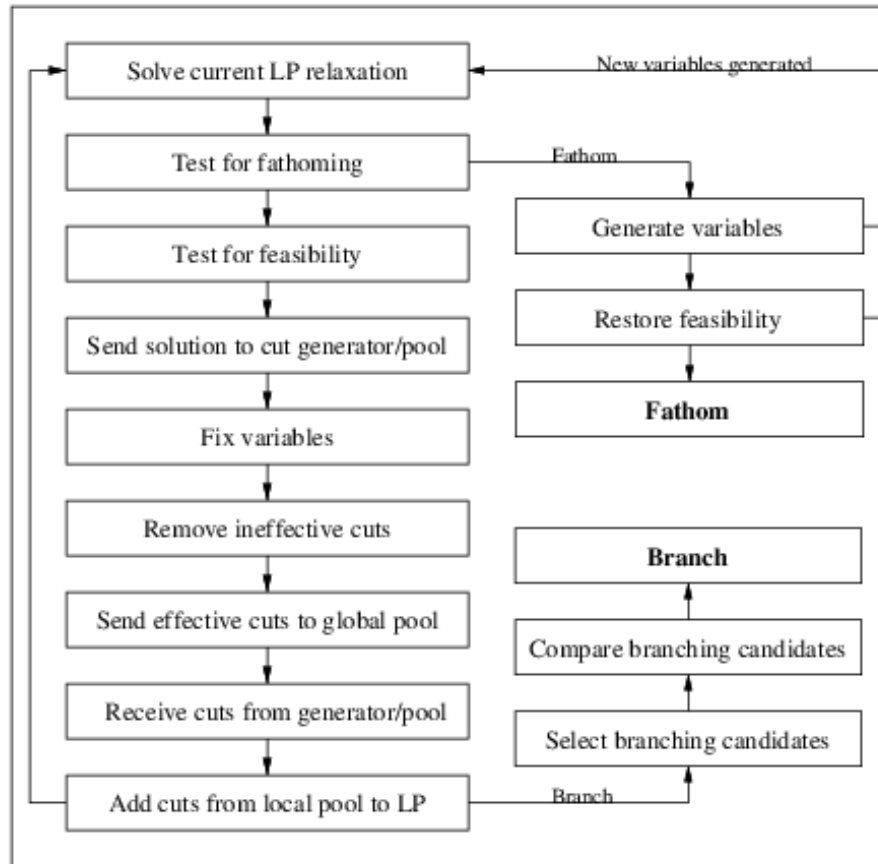 Solve current LP relaxation
New variables generated
Test for fathoming
Fathom
Generate variables
Test for feasibility
Restore feasibility
Send solution to cut generator/pool
Fathom
Fix variables
Remove ineffective cuts
Branch
Send effective cuts to global pool
Compare branching candidates
Receive cuts from generator/pool
Select branching candidates
Add cuts from local pool to LP
Branch